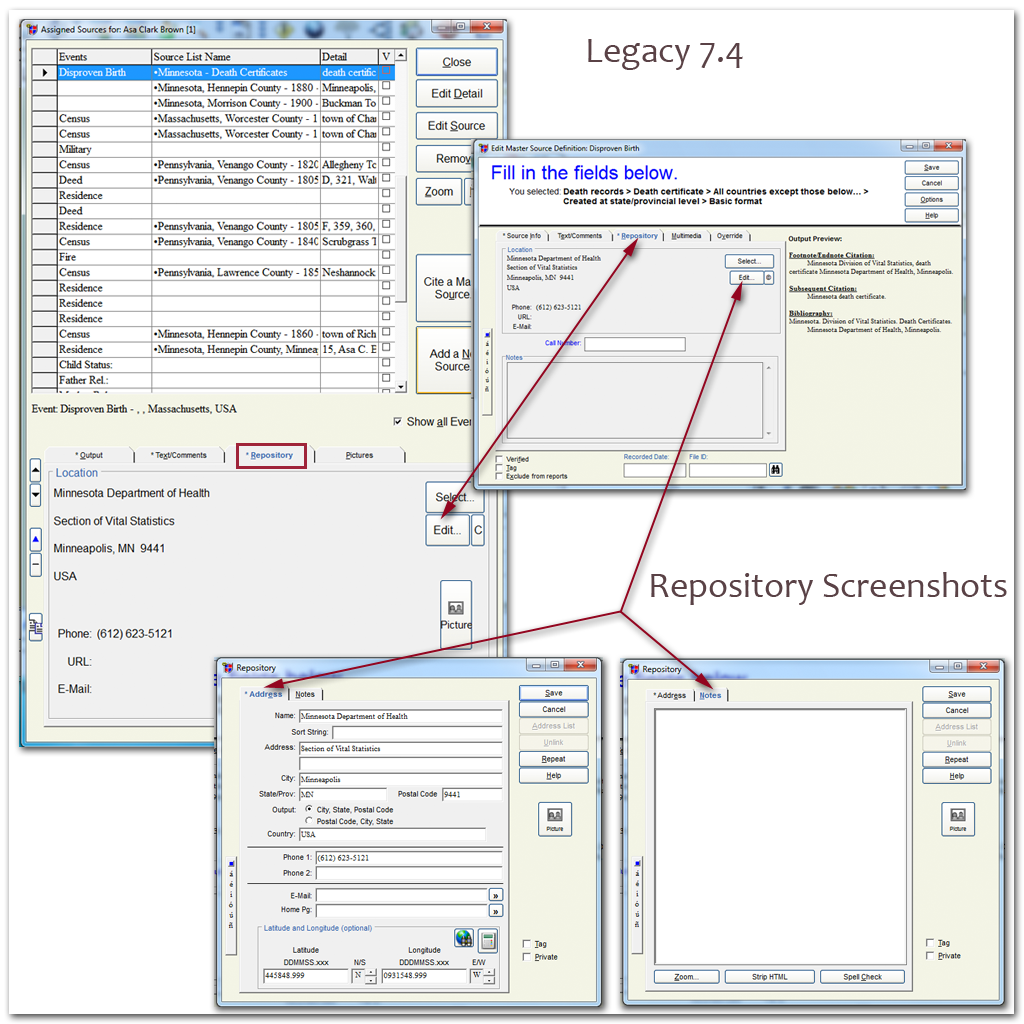 Legacy 7.4
Repository Screenshots
Assigned Sources for: Asa Clark Brown [1]
Events Source List Name Detail V
Disproven Birth •Minnesota - Death Certificates death certific
•Minnesota, Hennepin County - 1880 - Minneapolis,
•Minnesota, Morrison County - 1900 - Buckman To
Census •Massachusetts, Worcester County - 1 town of Char
Census •Massachusetts, Worcester County - 1 town of Char
Military
Census •Pennsylvania, Venango County - 1820 Allegheny To
Deed •Pennsylvania, Venango County - 1805 D, 321, Walt
Residence
Deed
Residence •Pennsylvania, Venango County - 1805 F, 359, 360,
Census •Pennsylvania, Venango County - 1840 Scrubgrass T
Fire
Census •Pennsylvania, Lawrence County - 185 Neshannock
Residence
Residence
Residence
Census •Minnesota, Hennepin County - 1860 - town of Rich
Residence •Minnesota, Hennepin County, Minneap 15, Asa C. E
Child Status:
Father Rel.:
Close
Edit Detail
Edit Source
Remov
Zoom
Cite a Ma
Source.
Add a Ne
Source.
Event: Disproven Birth - , , Massachusetts, USA
Show all Ever
* Output * Text/Comments * Repository Pictures
Location
Minnesota Department of Health
Section of Vital Statistics
Minneapolis, MN 9441
USA
Phone: (612) 623-5121
URL:
E-Mail:
Select...
Edit... C
Picture
Edit Master Source Definition: Disproven Birth
Fill in the fields below.
You selected: Death records > Death certificate > All countries except those below... >
Created at state/provincial level > Basic format
Save
Cancel
Options
Help
* Source Info Text/Comments * Repository Multimedia Override
Location
Minnesota Department of Health
Section of Vital Statistics
Minneapolis, MN 9441
USA
Phone: (612) 623-5121
URL:
E-Mail:
Select...
Edit...
Call Number:
Notes
á
é
í
ó
ú
ñ
Output Preview:
Footnote/Endnote Citation:
Minnesota Division of Vital Statistics, death
certificate Minnesota Department of Health, Minneapolis.
Subsequent Citation:
Minnesota death certificate.
Bibliography:
Minnesota. Division of Vital Statistics. Death Certificates.
Minnesota Department of Health, Minneapolis.
Verified
Tag
Exclude from reports
Recorded Date: File ID:
Repository
* Address Notes
Name: Minnesota Department of Health
Sort String:
Address: Section of Vital Statistics
City: Minneapolis
State/Prov: MN Postal Code 9441
Output: City, State, Postal Code
Postal Code, City, State
Country: USA
Phone 1: (612) 623-5121
Phone 2:
E-Mail: »
Home Pg: »
Latitude and Longitude (optional)
Latitude Longitude
DDMMSS.xxx N/S DDDMMSS.xxx E/W
445848.999 N 0931548.999 W
á
é
í
ó
ú
ñ
Save
Cancel
Address List
Unlink
Repeat
Help
Picture
Tag
Private
Repository
* Address Notes
á
é
í
ó
ú
ñ
Zoom... Strip HTML Spell Check
Save
Cancel
Address List
Unlink
Repeat
Help
Picture
Tag
Private